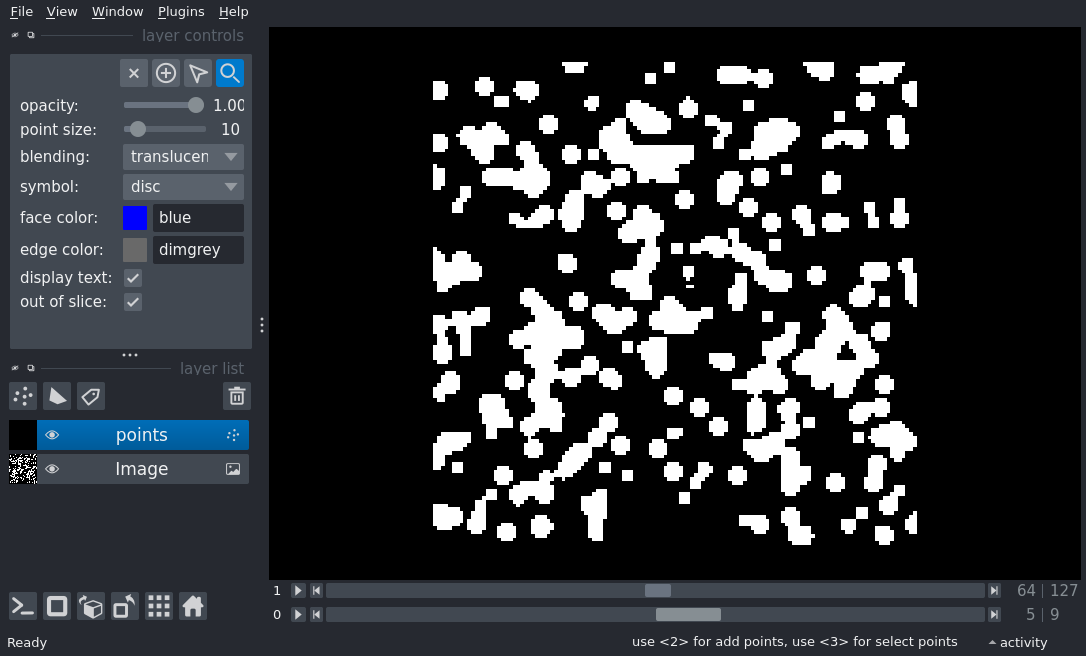 File View Window Plugins Help
layer controls
opacity: 1.00
point size: 10
blending: translucen
symbol: disc
face color: blue
edge color: dimgrey
display text:
out of slice:
layer list
points
Image
1 64 127
0 5 9
Ready use <2> for add points, use <3> for select points activity